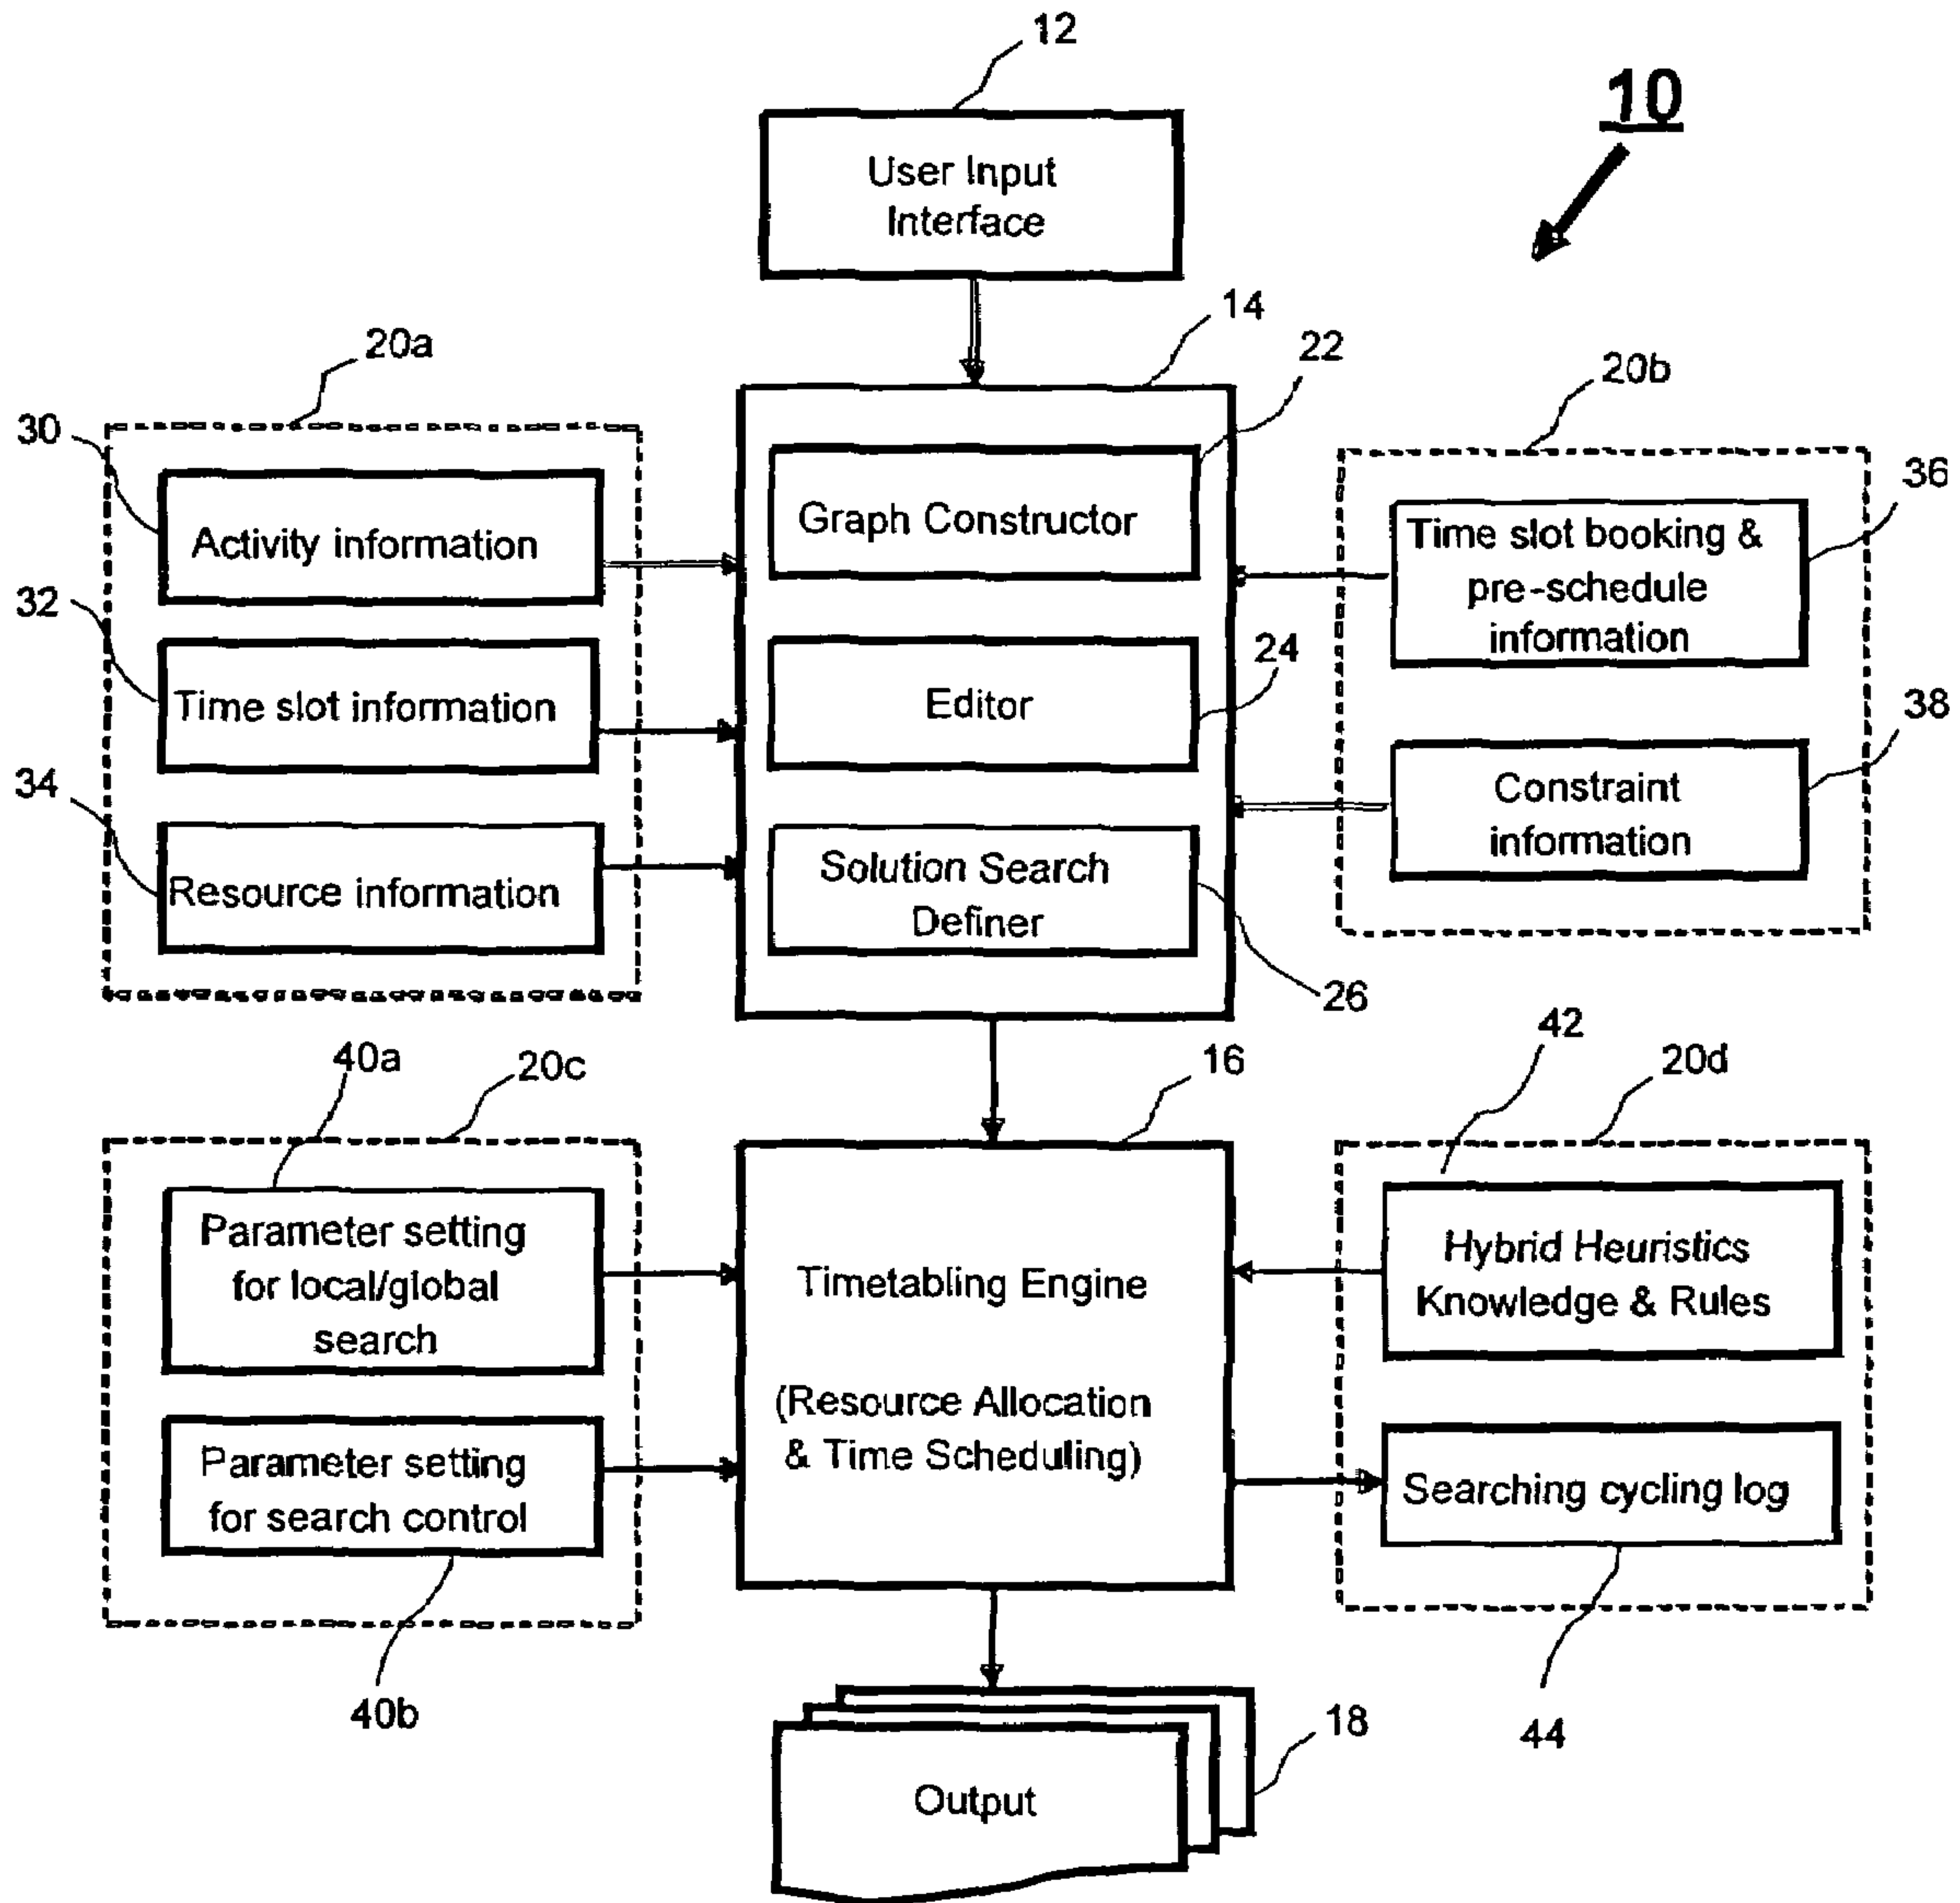 12
10
User Input
Interface
14
20a
22
20b
30
Activity information
Graph Constructor
36
Time slot booking &
pre-schedule
information
32
Time slot information
24
Editor
38
Constraint
information
34
Resource information
Solution Search
Definer
26
40a
20c
16
42
20d
Parameter setting
for local/global
search
Timetabling Engine
(Resource Allocation
& Time Scheduling)
Hybrid Heuristics
Knowledge & Rules
Parameter setting
for search control
Searching cycling log
40b
18
44
Output